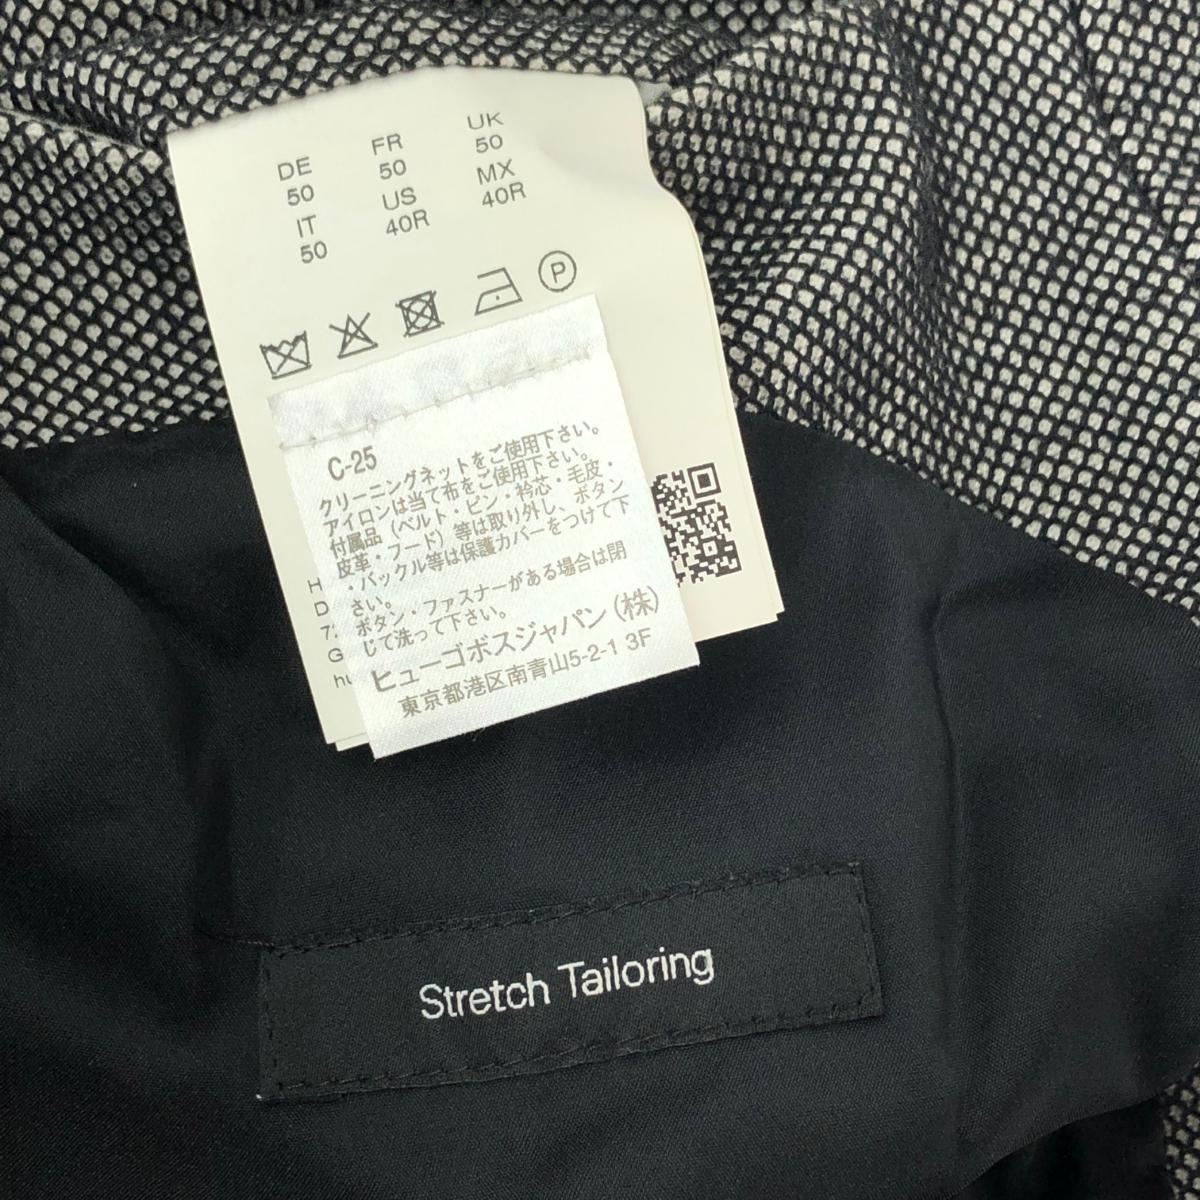 DE FR UK
50 50 50
IT US MX
50 40R 40R
P
C-25
クリーニングネットをご使用下さい。
アイロンは当て布をご使用下さい。
付属品（ベルト・ピン・衿芯・毛皮・
皮革・フード）等は取り外し、ボタン
・バックル等は保護カバーをつけて下
さい。
ボタン・ファスナーがある場合は閉
じて洗って下さい。
ヒューゴボスジャパン（株）
東京都港区南青山5-2-1 3F
Stretch Tailoring